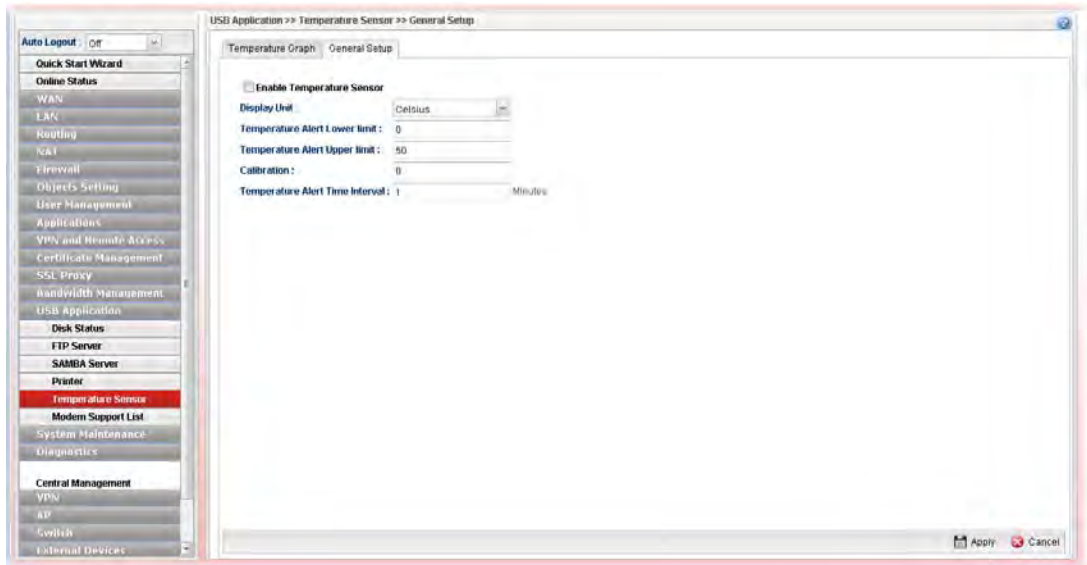 USB Application >> Temperature Sensor >> General Setup
Auto Logout : Off
Quick Start Wizard
Online Status
WAN
LAN
Routing
NAT
Firewall
Objects Setting
User Management
Applications
VPN and Remote Access
Certificate Management
SSL Proxy
Bandwidth Management
USB Application
Disk Status
FTP Server
SAMBA Server
Printer
Temperature Sensor
Modem Support List
System Maintenance
Diagnostics
Central Management
VPN
AP
Switch
External Devices
Temperature Graph General Setup
Enable Temperature Sensor
Display Unit Celsius
Temperature Alert Lower limit : 0
Temperature Alert Upper limit : 50
Calibration : 0
Temperature Alert Time Interval : 1 Minutes
Apply Cancel